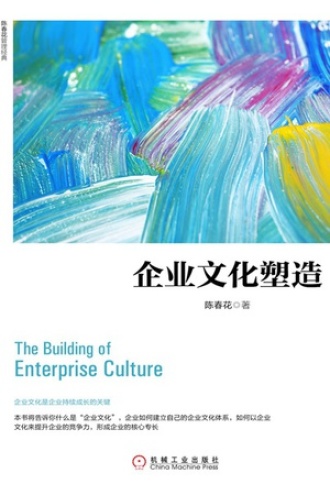 陈春花管理经典
企业文化塑造
陈春花◎著
The Building of
Enterprise Culture
企业文化是企业持续成长的关键
本书将告诉你什么是“企业文化”，企业如何建立自己的企业文化体系，如何以企业
文化来提升企业的竞争力，形成企业的核心专长
机械工业出版社
China Machine Press